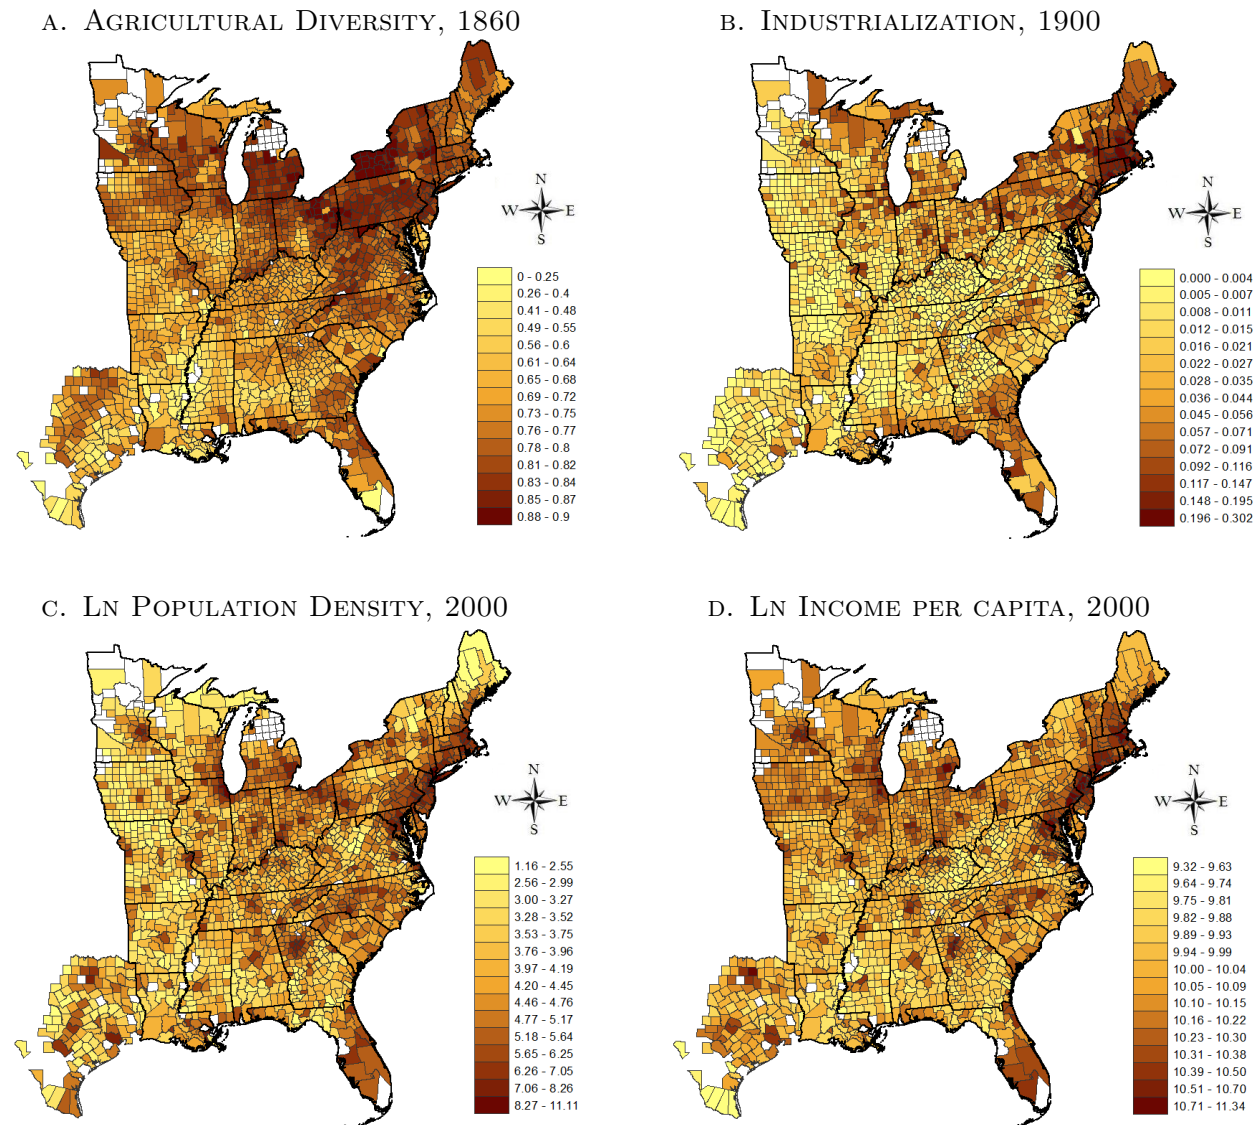 A. Agricultural Diversity, 1860
N
W E
S
0 - 0.25
0.26 - 0.4
0.41 - 0.48
0.49 - 0.55
0.56 - 0.6
0.61 - 0.64
0.65 - 0.68
0.69 - 0.72
0.73 - 0.75
0.76 - 0.77
0.78 - 0.8
0.81 - 0.82
0.83 - 0.84
0.85 - 0.87
0.88 - 0.9
B. Industrialization, 1900
N
W E
S
0.000 - 0.004
0.005 - 0.007
0.008 - 0.011
0.012 - 0.015
0.016 - 0.021
0.022 - 0.027
0.028 - 0.035
0.036 - 0.044
0.045 - 0.056
0.057 - 0.071
0.072 - 0.091
0.092 - 0.116
0.117 - 0.147
0.148 - 0.195
0.196 - 0.302
C. Ln Population Density, 2000
N
W E
S
1.16 - 2.55
2.56 - 2.99
3.00 - 3.27
3.28 - 3.52
3.53 - 3.75
3.76 - 3.96
3.97 - 4.19
4.20 - 4.45
4.46 - 4.76
4.77 - 5.17
5.18 - 5.64
5.65 - 6.25
6.26 - 7.05
7.06 - 8.26
8.27 - 11.11
D. Ln Income per capita, 2000
N
W E
S
9.32 - 9.63
9.64 - 9.74
9.75 - 9.81
9.82 - 9.88
9.89 - 9.93
9.94 - 9.99
10.00 - 10.04
10.05 - 10.09
10.10 - 10.15
10.16 - 10.22
10.23 - 10.30
10.31 - 10.38
10.39 - 10.50
10.51 - 10.70
10.71 - 11.34